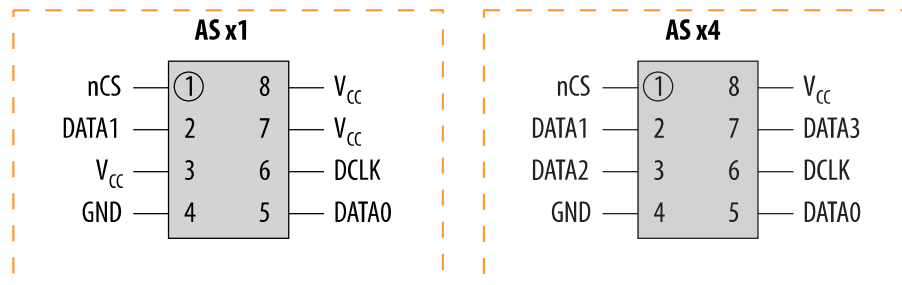 AS x1
nCS 1 8 VCC
DATA1 2 7 VCC
VCC 3 6 DCLK
GND 4 5 DATA0
AS x4
nCS 1 8 VCC
DATA1 2 7 DATA3
DATA2 3 6 DCLK
GND 4 5 DATA0